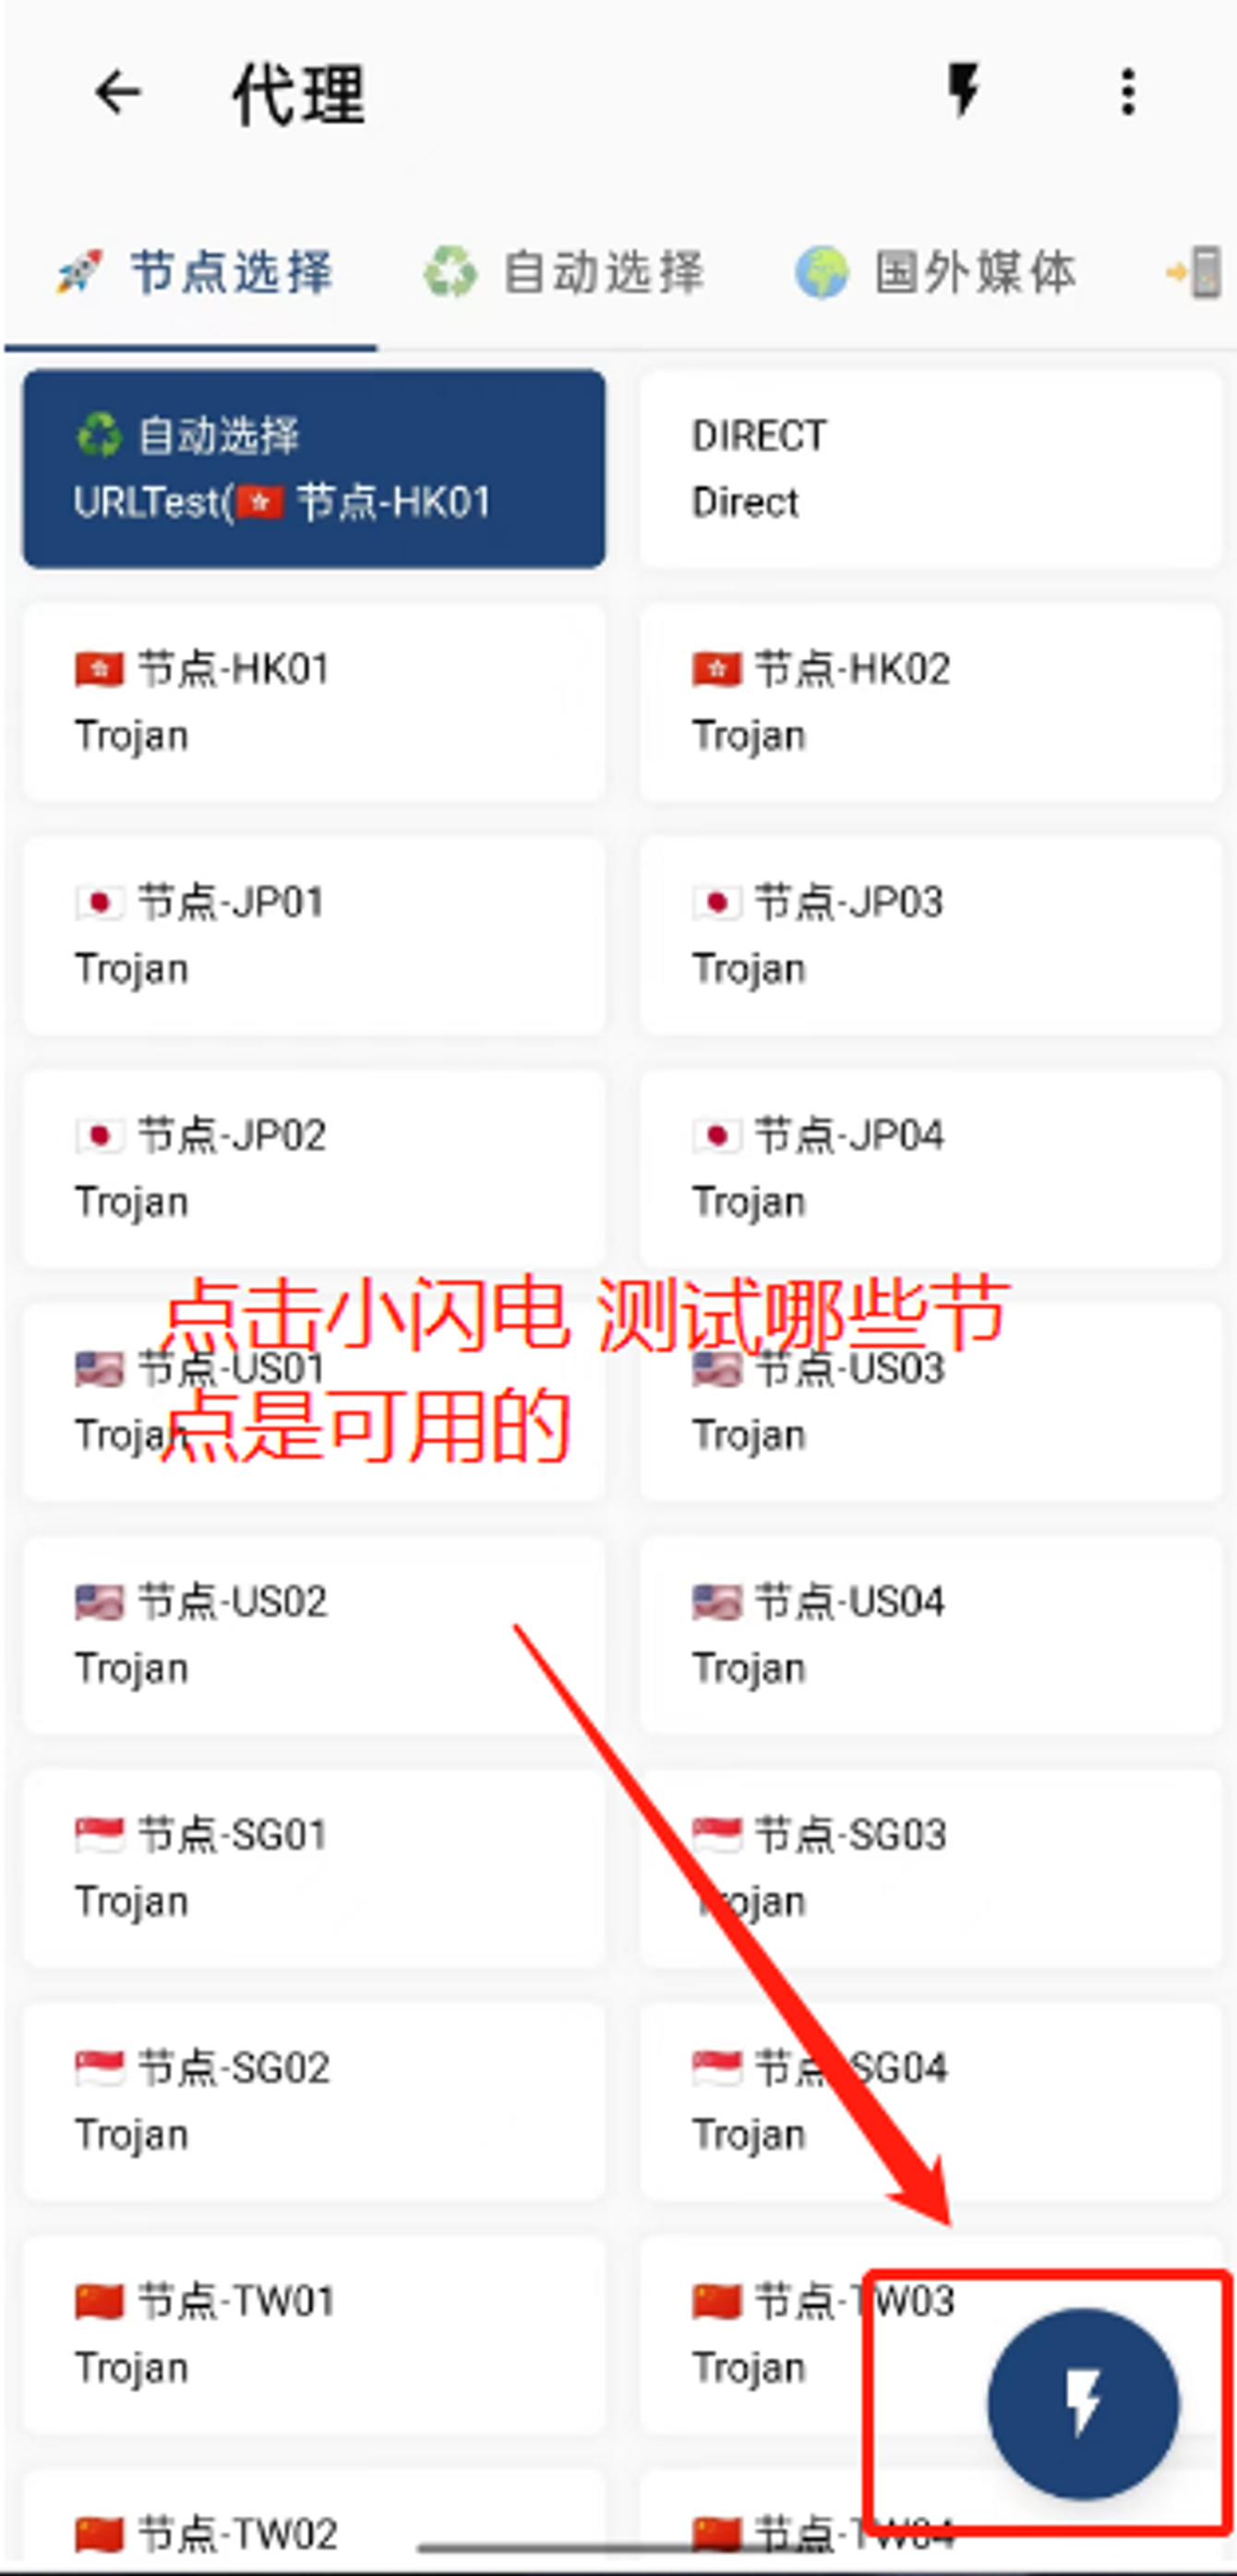 代理
节点选择 自动选择 国外媒体
自动选择 DIRECT
URLTest( 节点-HK01 Direct
节点-HK01 节点-HK02
Trojan Trojan
节点-JP01 节点-JP03
Trojan Trojan
节点-JP02 节点-JP04
Trojan Trojan
点击小闪电 测试哪些节
节点-US01 节点-US03
点是可用的
Trojan Trojan
节点-US02 节点-US04
Trojan Trojan
节点-SG01 节点-SG03
Trojan Trojan
节点-SG02 节点-SG04
Trojan Trojan
节点-TW01 节点-TW03
Trojan Trojan
节点-TW02 节点-TW04